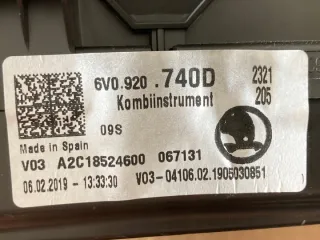 6V0.920 .740D 2321
Kombiinstrument 205
09S
Made in Spain
V03 A2C18524600 067131
06.02.2019 - 13:33:30 V03-04106.02.1905030851